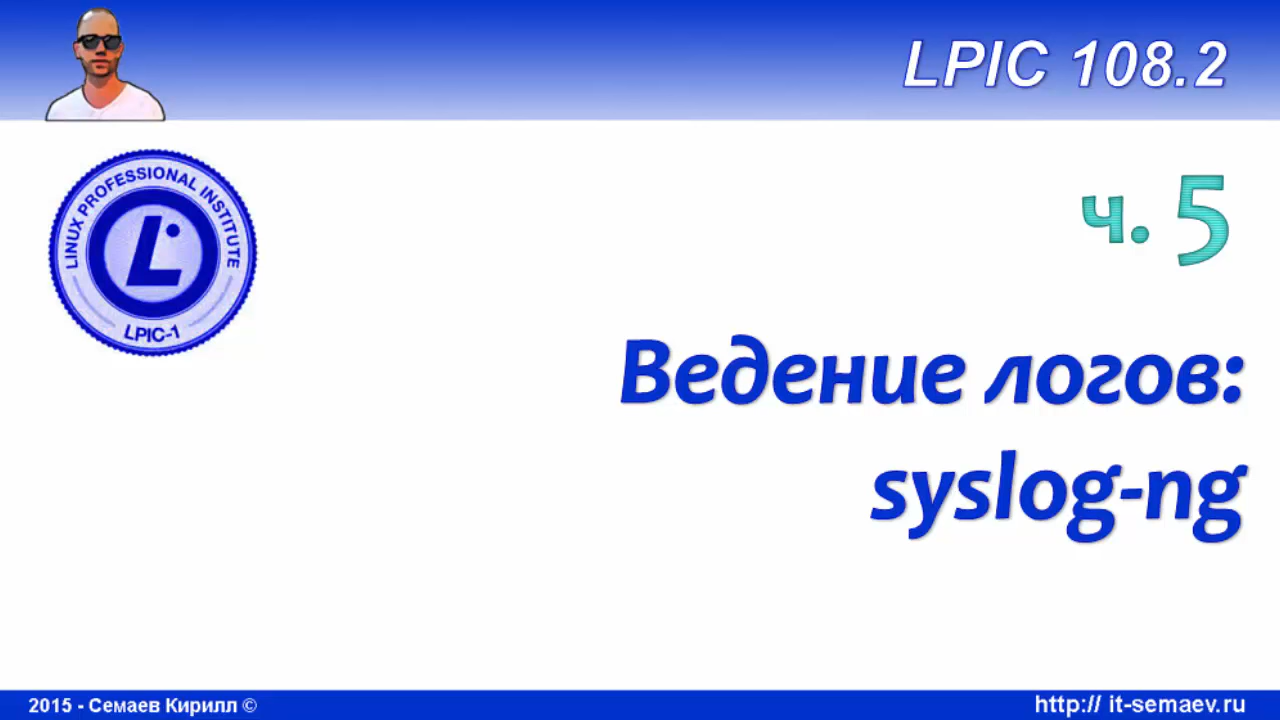 LPIC 108.2
LINUX PROFESSIONAL INSTITUTE
LPIC-1
ч. 5
Ведение логов:
syslog-ng
2015 - Семаев Кирилл ©
http:// it-semaev.ru